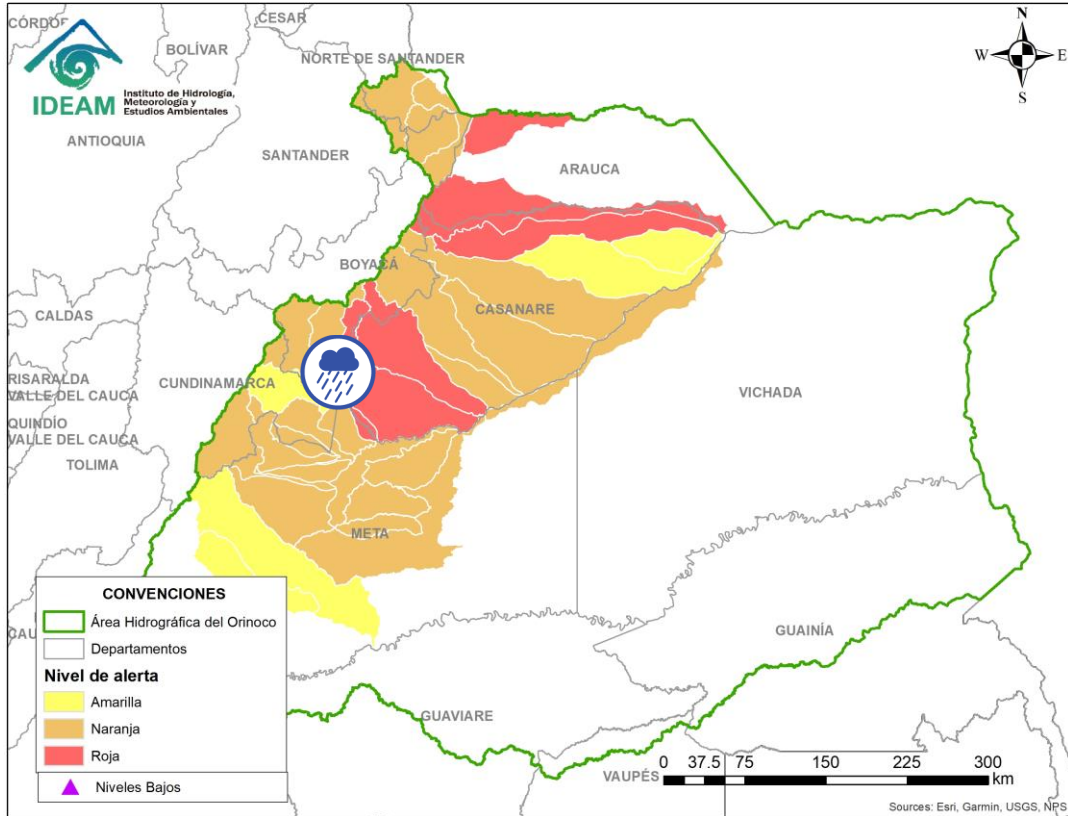 CÓRDO
CESAR
BOLÍVAR
NORTE DE SANTANDER
IDEAM
Instituto de Hidrología,
Meteorología y
Estudios Ambientales
N
W
E
S
ANTIOQUIA
SANTANDER
ARAUCA
BOYACÁ
CASANARE
CALDAS
RISARALDA
VALLE DEL CAUCA
CUNDINAMARCA
VICHADA
QUINDÍO
VALLE DEL CAUCA
TOLIMA
META
CAU
GUAINÍA
GUAVIARE
VAUPÉS
CONVENCIONES
Área Hidrográfica del Orinoco
Departamentos
Nivel de alerta
Amarilla
Naranja
Roja
Niveles Bajos
0 37.5 75 150 225 300
km
Sources: Esri, Garmin, USGS, NPS